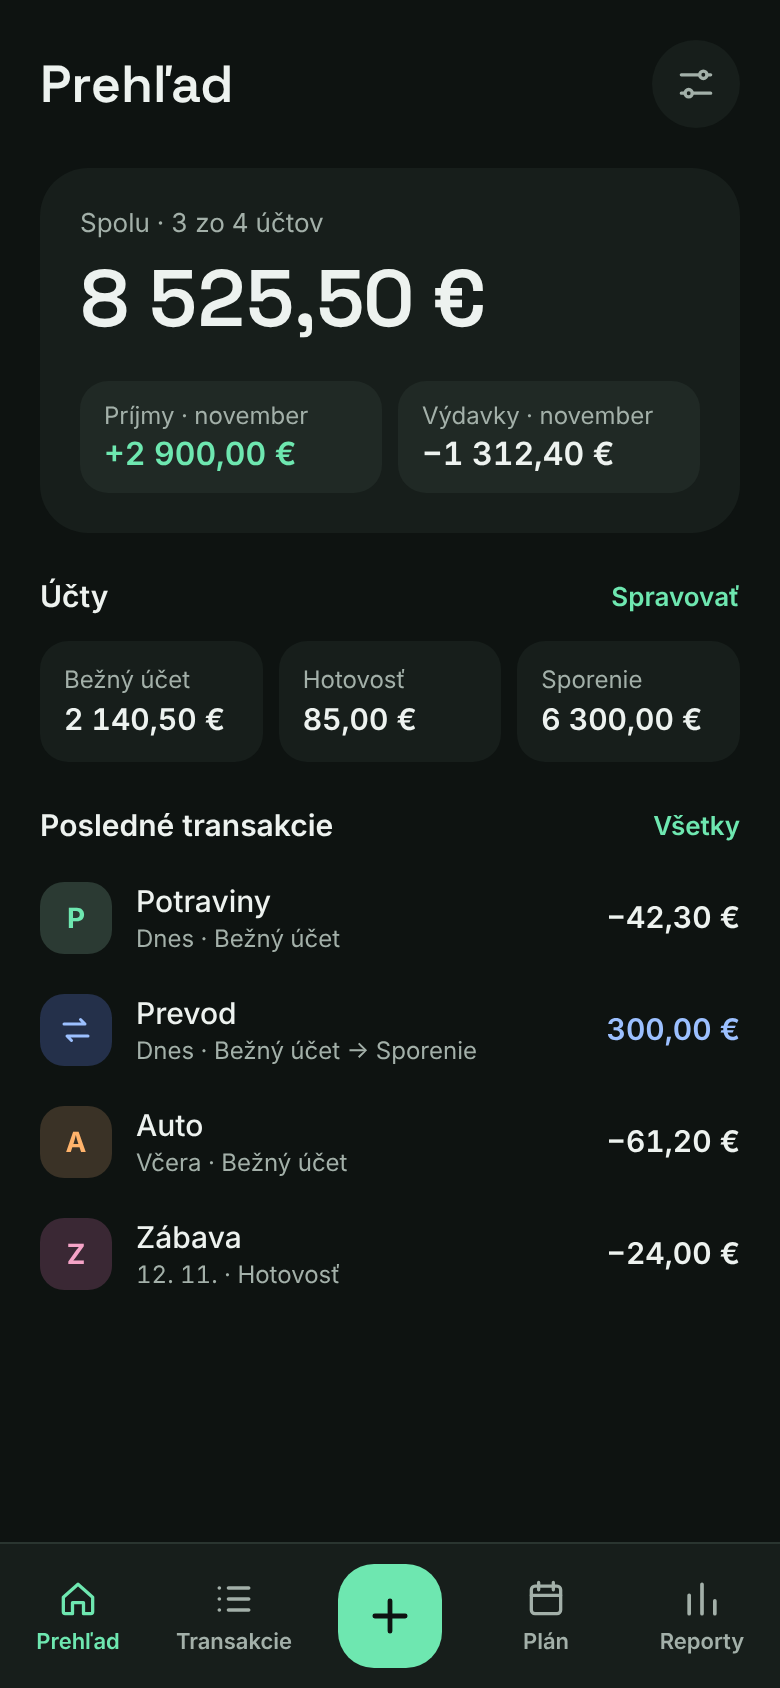 Prehľad
Spolu · 3 zo 4 účtov
8 525,50 €
Príjmy · november
+2 900,00 €
Výdavky · november
−1 312,40 €
Účty
Spravovať
Bežný účet
2 140,50 €
Hotovosť
85,00 €
Sporenie
6 300,00 €
Posledné transakcie
Všetky
P
Potraviny
Dnes · Bežný účet
−42,30 €
Prevod
Dnes · Bežný účet → Sporenie
300,00 €
A
Auto
Včera · Bežný účet
−61,20 €
Z
Zábava
12. 11. · Hotovosť
−24,00 €
Prehľad
Transakcie
Plán
Reporty